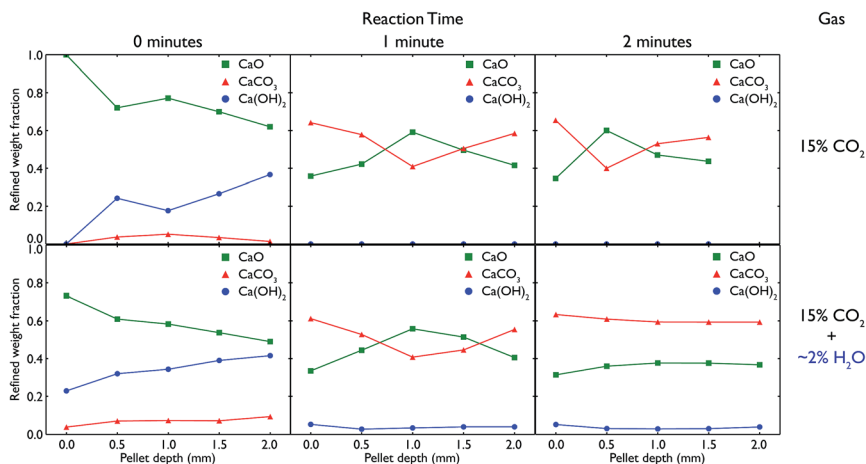 Reaction Time
Gas
0 minutes
1 minute
2 minutes
Refined weight fraction
1.0
0.8
0.6
0.4
0.2
0.0
CaO
CaCO₃
Ca(OH)₂
CaO
CaCO₃
Ca(OH)₂
CaO
CaCO₃
Ca(OH)₂
15% CO₂
Refined weight fraction
1.0
0.8
0.6
0.4
0.2
0.0
CaO
CaCO₃
Ca(OH)₂
CaO
CaCO₃
Ca(OH)₂
CaO
CaCO₃
Ca(OH)₂
15% CO₂
+
~2% H₂O
0.0 0.5 1.0 1.5 2.0
0.0 0.5 1.0 1.5 2.0
0.0 0.5 1.0 1.5 2.0
Pellet depth (mm)
Pellet depth (mm)
Pellet depth (mm)